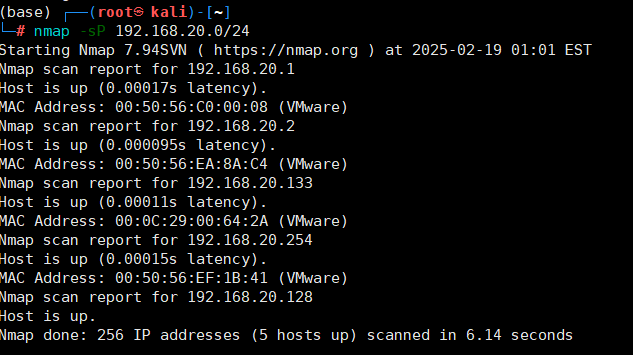 (base) ┌──(root㉿kali)-[~]
└─# nmap -sP 192.168.20.0/24
Starting Nmap 7.94SVN ( https://nmap.org ) at 2025-02-19 01:01 EST
Nmap scan report for 192.168.20.1
Host is up (0.00017s latency).
MAC Address: 00:50:56:C0:00:08 (VMware)
Nmap scan report for 192.168.20.2
Host is up (0.000095s latency).
MAC Address: 00:50:56:EA:8A:C4 (VMware)
Nmap scan report for 192.168.20.133
Host is up (0.00011s latency).
MAC Address: 00:0C:29:00:64:2A (VMware)
Nmap scan report for 192.168.20.254
Host is up (0.00015s latency).
MAC Address: 00:50:56:EF:1B:41 (VMware)
Nmap scan report for 192.168.20.128
Host is up.
Nmap done: 256 IP addresses (5 hosts up) scanned in 6.14 seconds